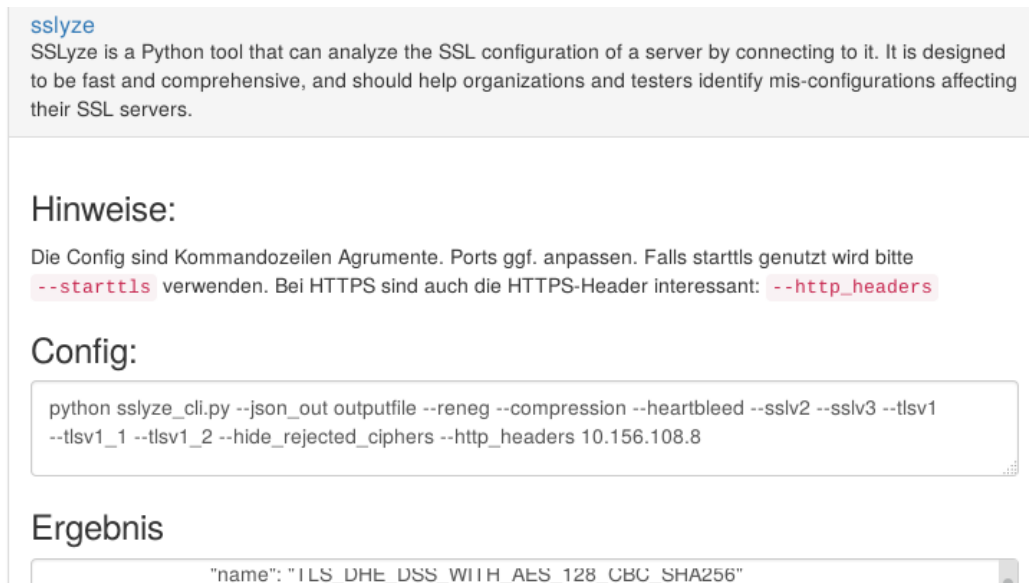 sslyze
SSLyze is a Python tool that can analyze the SSL configuration of a server by connecting to it. It is designed
to be fast and comprehensive, and should help organizations and testers identify mis-configurations affecting
their SSL servers.
Hinweise:
Die Config sind Kommandozeilen Agrumente. Ports ggf. anpassen. Falls starttls genutzt wird bitte
--starttls verwenden. Bei HTTPS sind auch die HTTPS-Header interessant: --http_headers
Config:
python sslyze_cli.py --json_out outputfile --reneg --compression --heartbleed --sslv2 --sslv3 --tlsv1
--tlsv1_1 --tlsv1_2 --hide_rejected_ciphers --http_headers 10.156.108.8
Ergebnis
"name": "TLS_DHE_DSS_WITH_AES_128_CBC_SHA256"